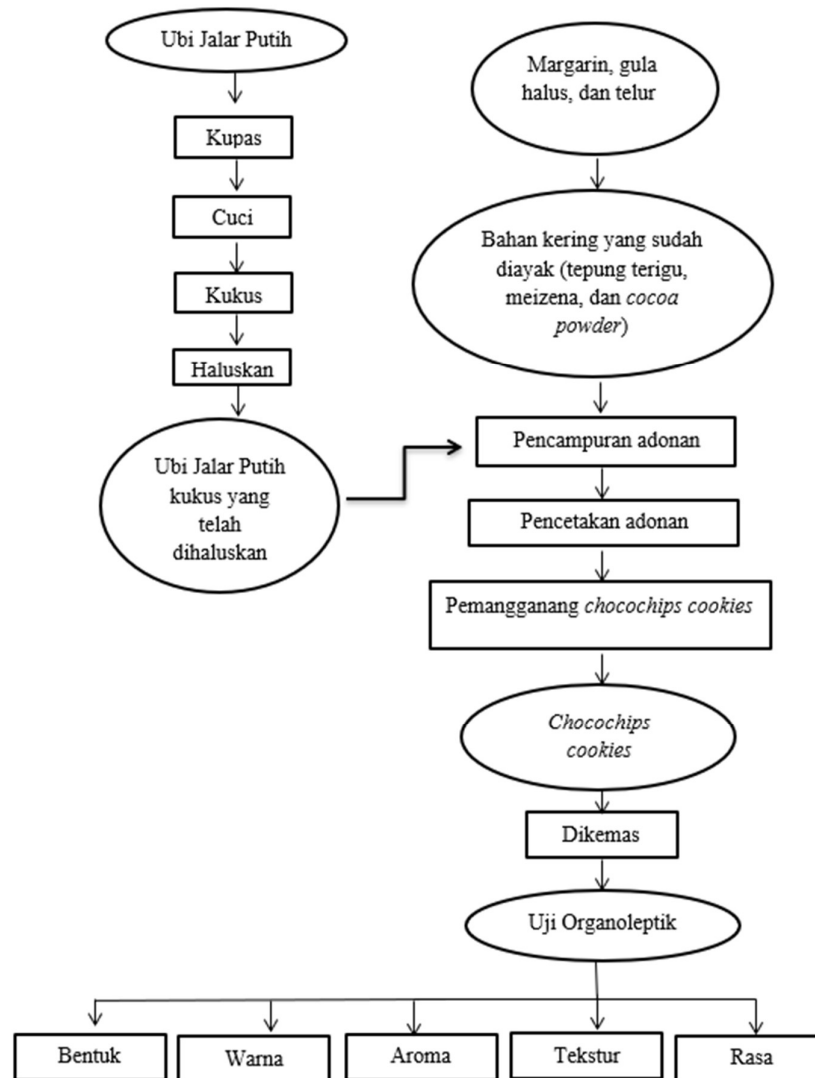 Ubi Jalar Putih
Kupas
Cuci
Kukus
Haluskan
Ubi Jalar Putih
kukus yang
telah
dihaluskan
Margarin, gula
halus, dan telur
Bahan kering yang sudah
diayak (tepung terigu,
meizena, dan cocoa
powder)
Pencampuran adonan
Pencetakan adonan
Pemangganang chocochips cookies
Chocochips
cookies
Dikemas
Uji Organoleptik
Bentuk
Warna
Aroma
Tekstur
Rasa